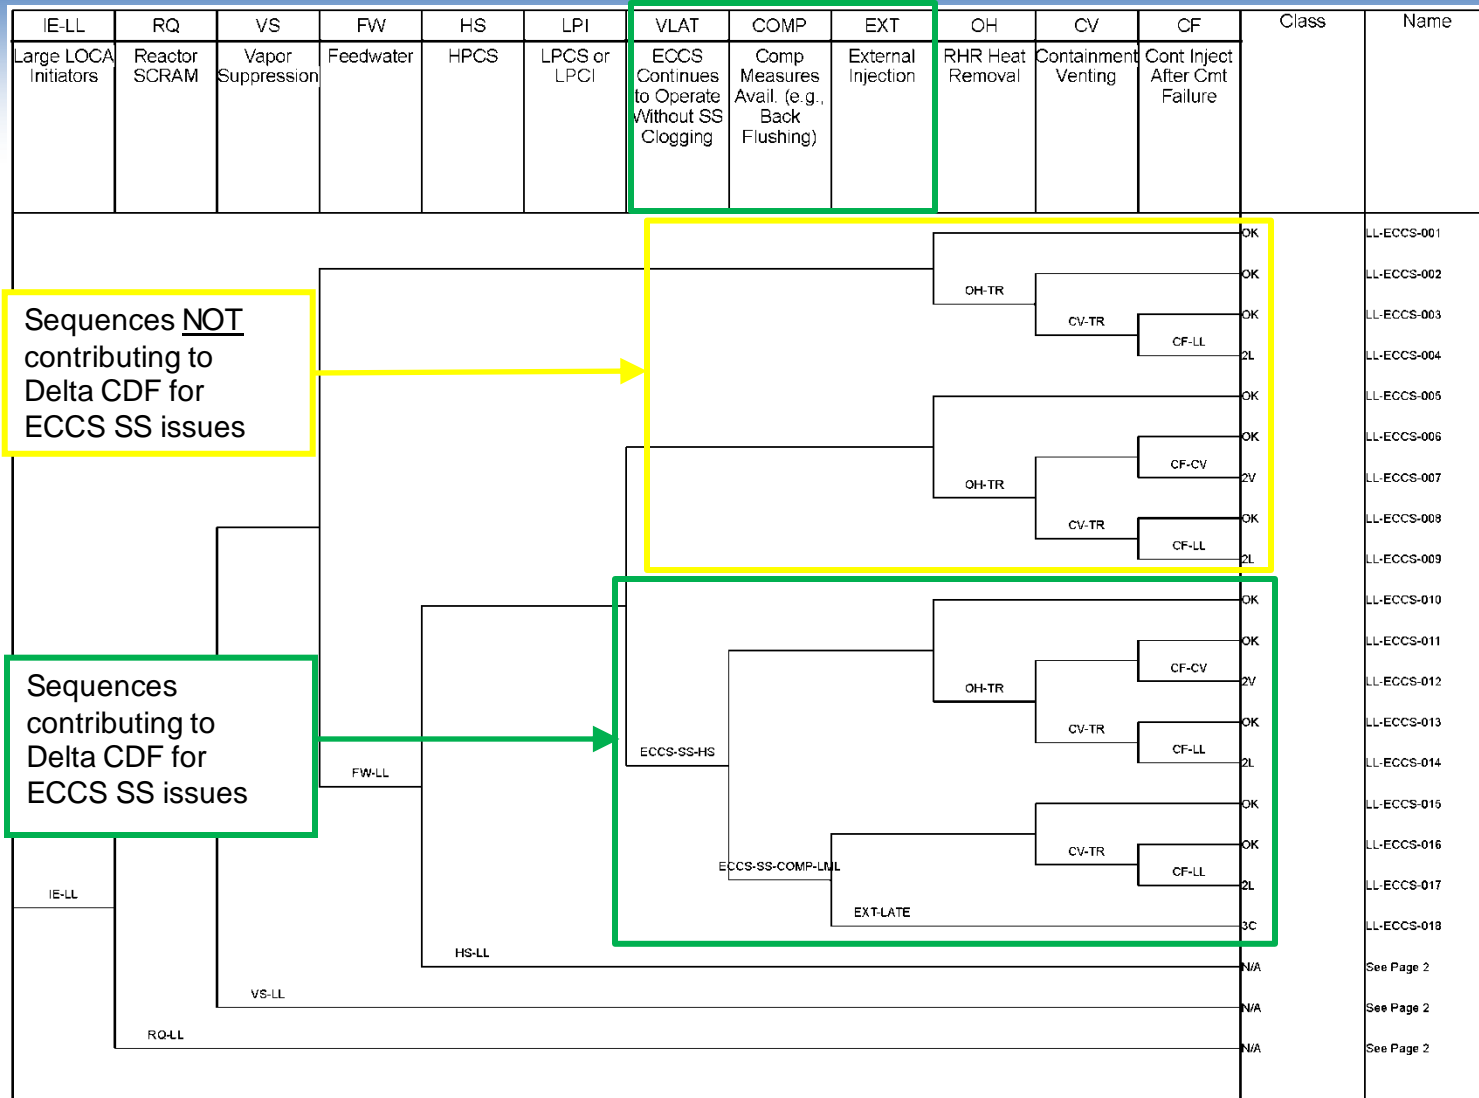 IE-LL RQ VS FW HS LPI VLAT COMP EXT OH CV CF Class Name
Large LOCA Reactor Vapor Feedwater HPCS LPCS or ECCS Comp External RHR Heat Containment Cont Inject
Initiators SCRAM Suppression LPCI Continues Measures Injection Removal Venting After Cmt
to Operate Avail. (e.g., Failure
Without SS Back
Clogging Flushing)
OK LL-ECCS-001
OK LL-ECCS-002
OH-TR
OK LL-ECCS-003
CV-TR
CF-LL
2L LL-ECCS-004
Sequences NOT
contributing to
Delta CDF for
ECCS SS issues
OK LL-ECCS-005
OK LL-ECCS-006
CF-CV
2V LL-ECCS-007
OH-TR
OK LL-ECCS-008
CV-TR
CF-LL
2L LL-ECCS-009
OK LL-ECCS-010
OK LL-ECCS-011
CF-CV
2V LL-ECCS-012
OH-TR
OK LL-ECCS-013
CV-TR
CF-LL
2L LL-ECCS-014
Sequences
contributing to
Delta CDF for
ECCS SS issues
ECCS-SS-HS
FW-LL
OK LL-ECCS-015
OK LL-ECCS-016
CV-TR
CF-LL
ECCS-SS-COMP-LML
2L LL-ECCS-017
IE-LL
EXT-LATE
3C LL-ECCS-018
HS-LL
N/A See Page 2
VS-LL
N/A See Page 2
RQ-LL
N/A See Page 2